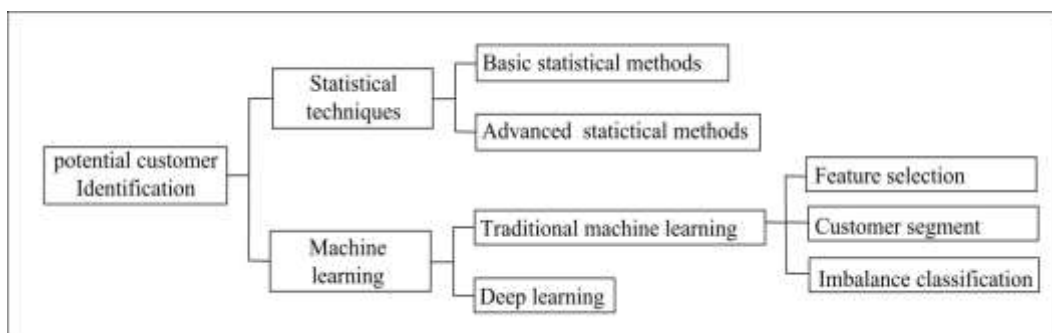 potential customer
Identification
Statistical
techniques
Basic statistical methods
Advanced statictical methods
Machine
learning
Traditional machine learning
Deep learning
Feature selection
Customer segment
Imbalance classification